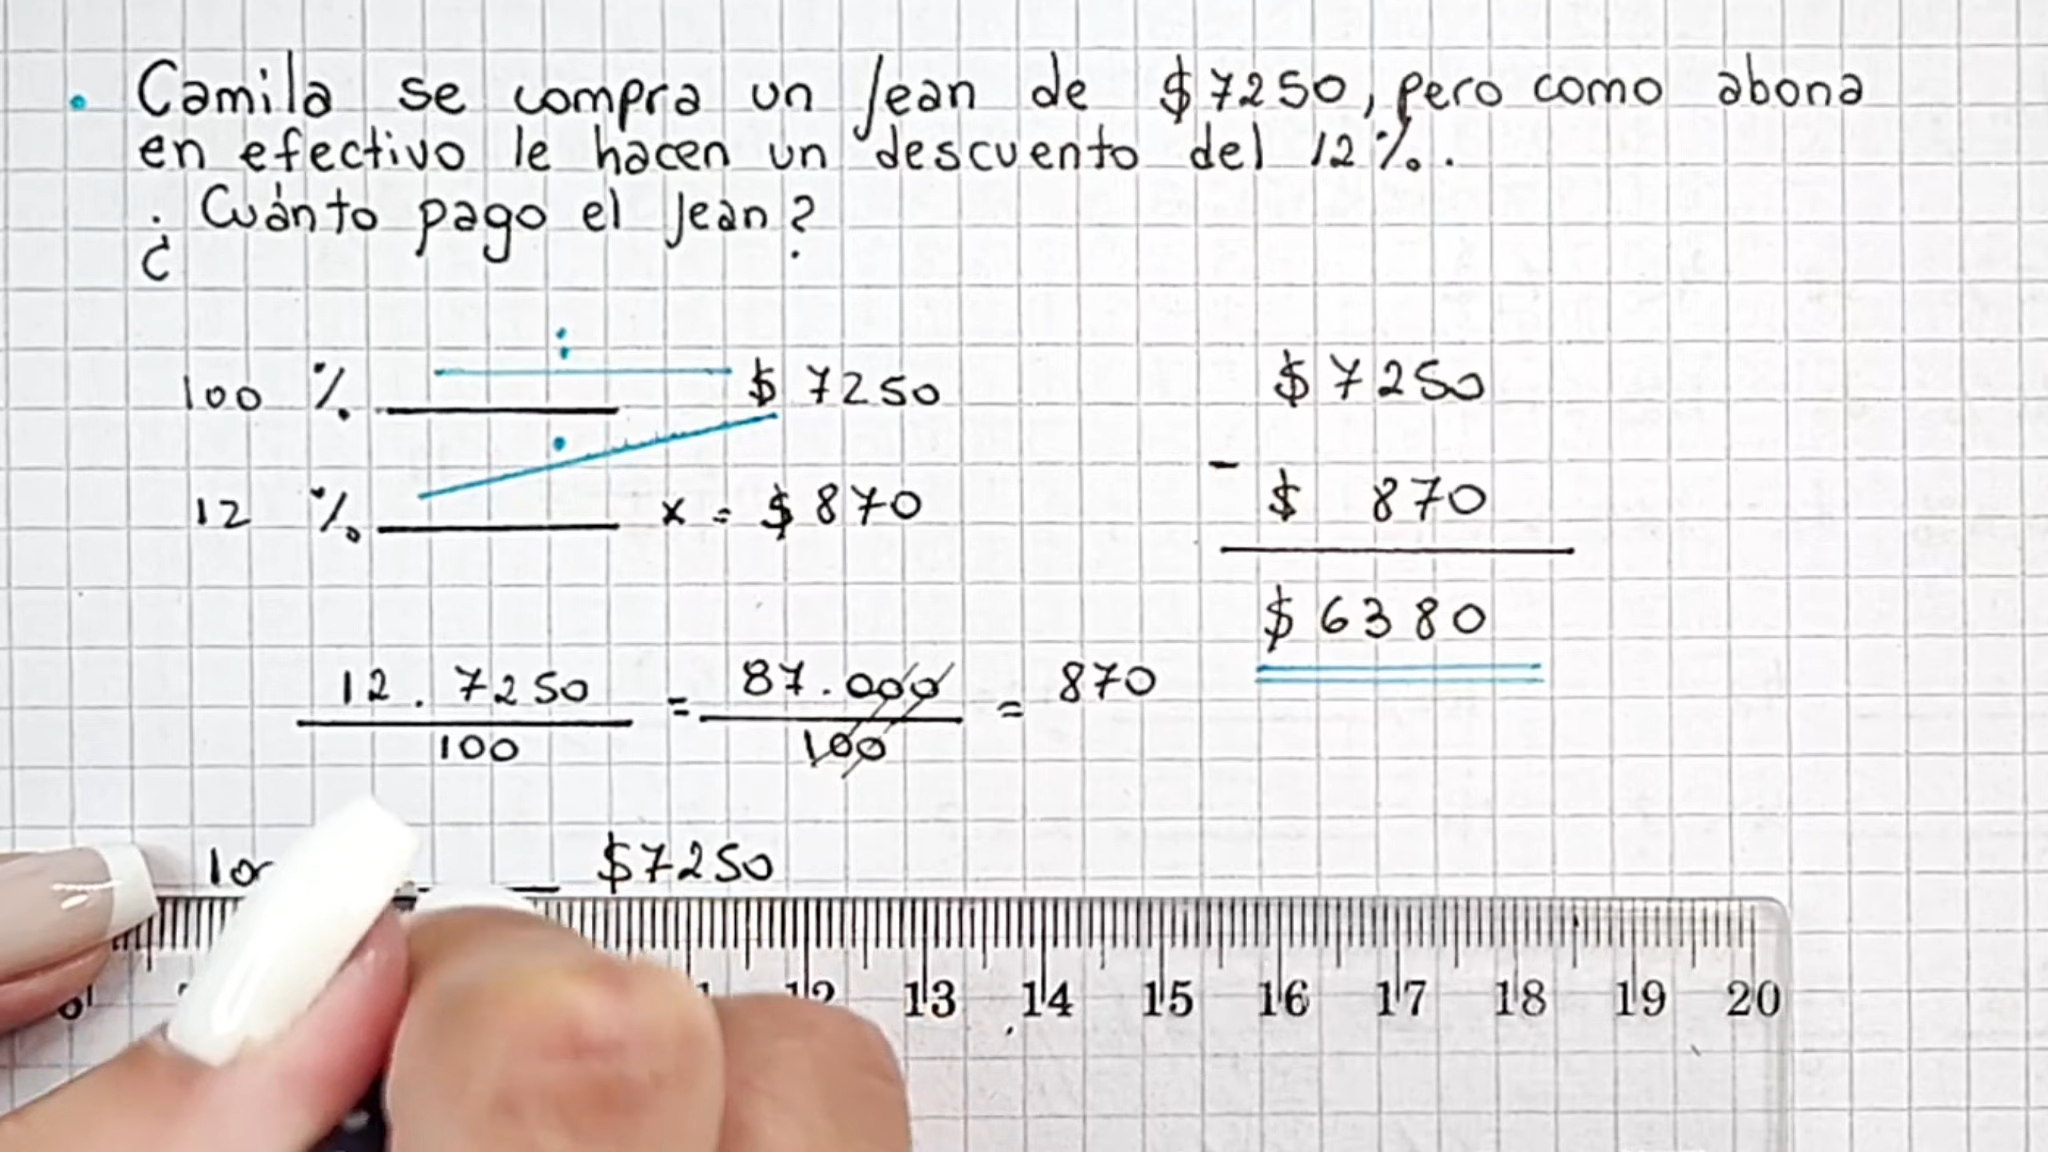 • Camila se compra un Jean de $7250, pero como abona
en efectivo le hacen un descuento del 12%.
¿Cuánto pago el Jean?
:
100 % $ 7250
.
12 % x = $ 870
$ 7250
- $ 870
$ 6380
12 . 7250 / 100 = 87.000 / 100 = 870
$7250
13 14 15 16 17 18 19 20